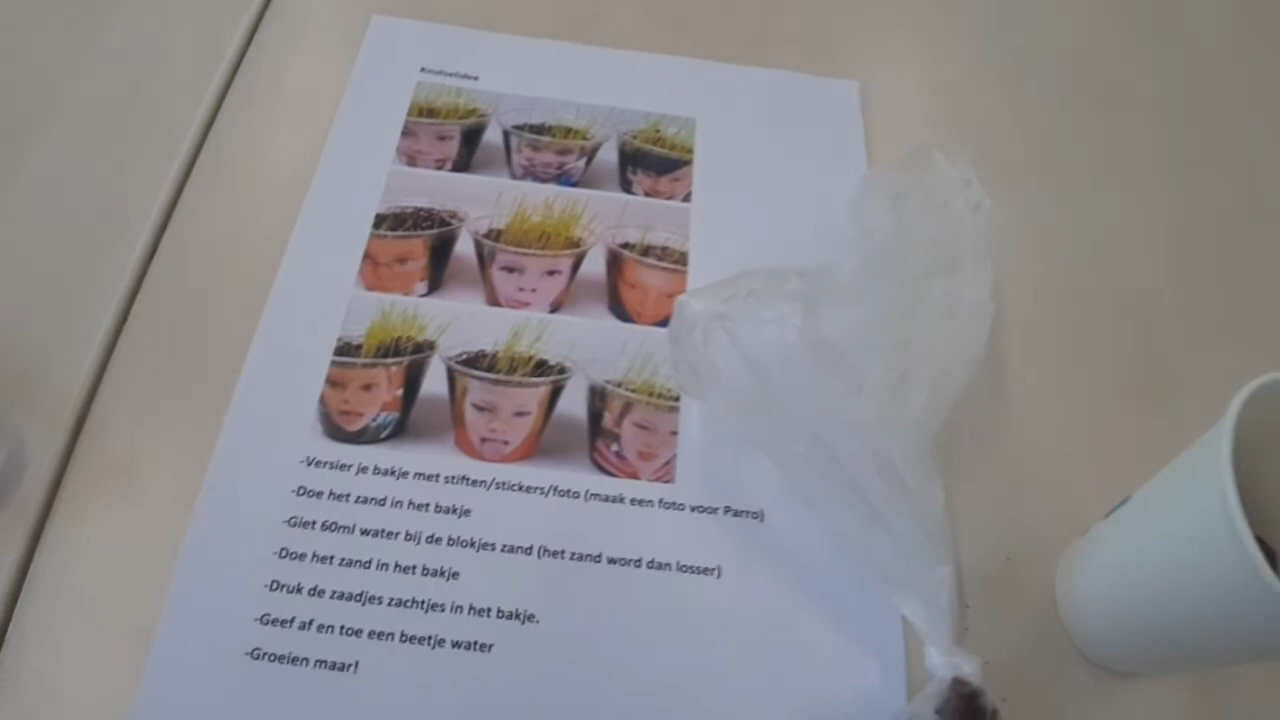 Knutselidee
-Versier je bakje met stiften/stickers/foto (maak een foto voor Parro)
-Doe het zand in het bakje
-Giet 60ml water bij de blokjes zand (het zand word dan losser)
-Doe het zand in het bakje
-Druk de zaadjes zachtjes in het bakje.
-Geef af en toe een beetje water
-Groeien maar!